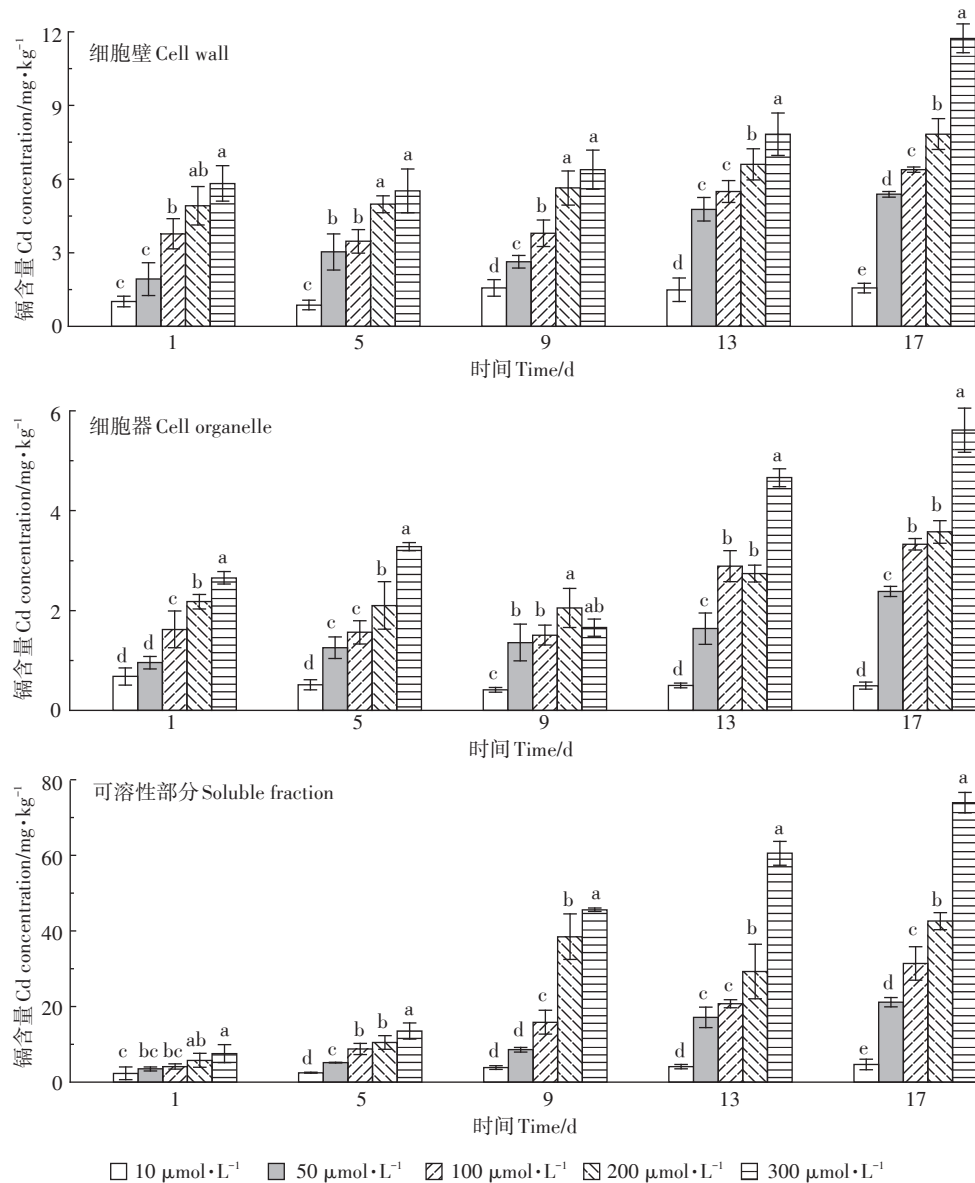 细胞壁 Cell wall
镉含量 Cd concentration/mg·kg⁻¹
12
9
6
3
0
c c b ab a
c b b a a
d c b a a
d c c b a
e d c b a
1 5 9 13 17
时间 Time/d
细胞器 Cell organelle
镉含量 Cd concentration/mg·kg⁻¹
6
4
2
0
d d c b a
d c c b a
c b b a ab
d c b b a
d c b b a
1 5 9 13 17
时间 Time/d
可溶性部分 Soluble fraction
镉含量 Cd concentration/mg·kg⁻¹
80
60
40
20
0
c bc bc ab a
d c b b a
d d c b a
d c c b a
e d c b a
1 5 9 13 17
时间 Time/d
10 μmol·L⁻¹ 50 μmol·L⁻¹ 100 μmol·L⁻¹ 200 μmol·L⁻¹ 300 μmol·L⁻¹